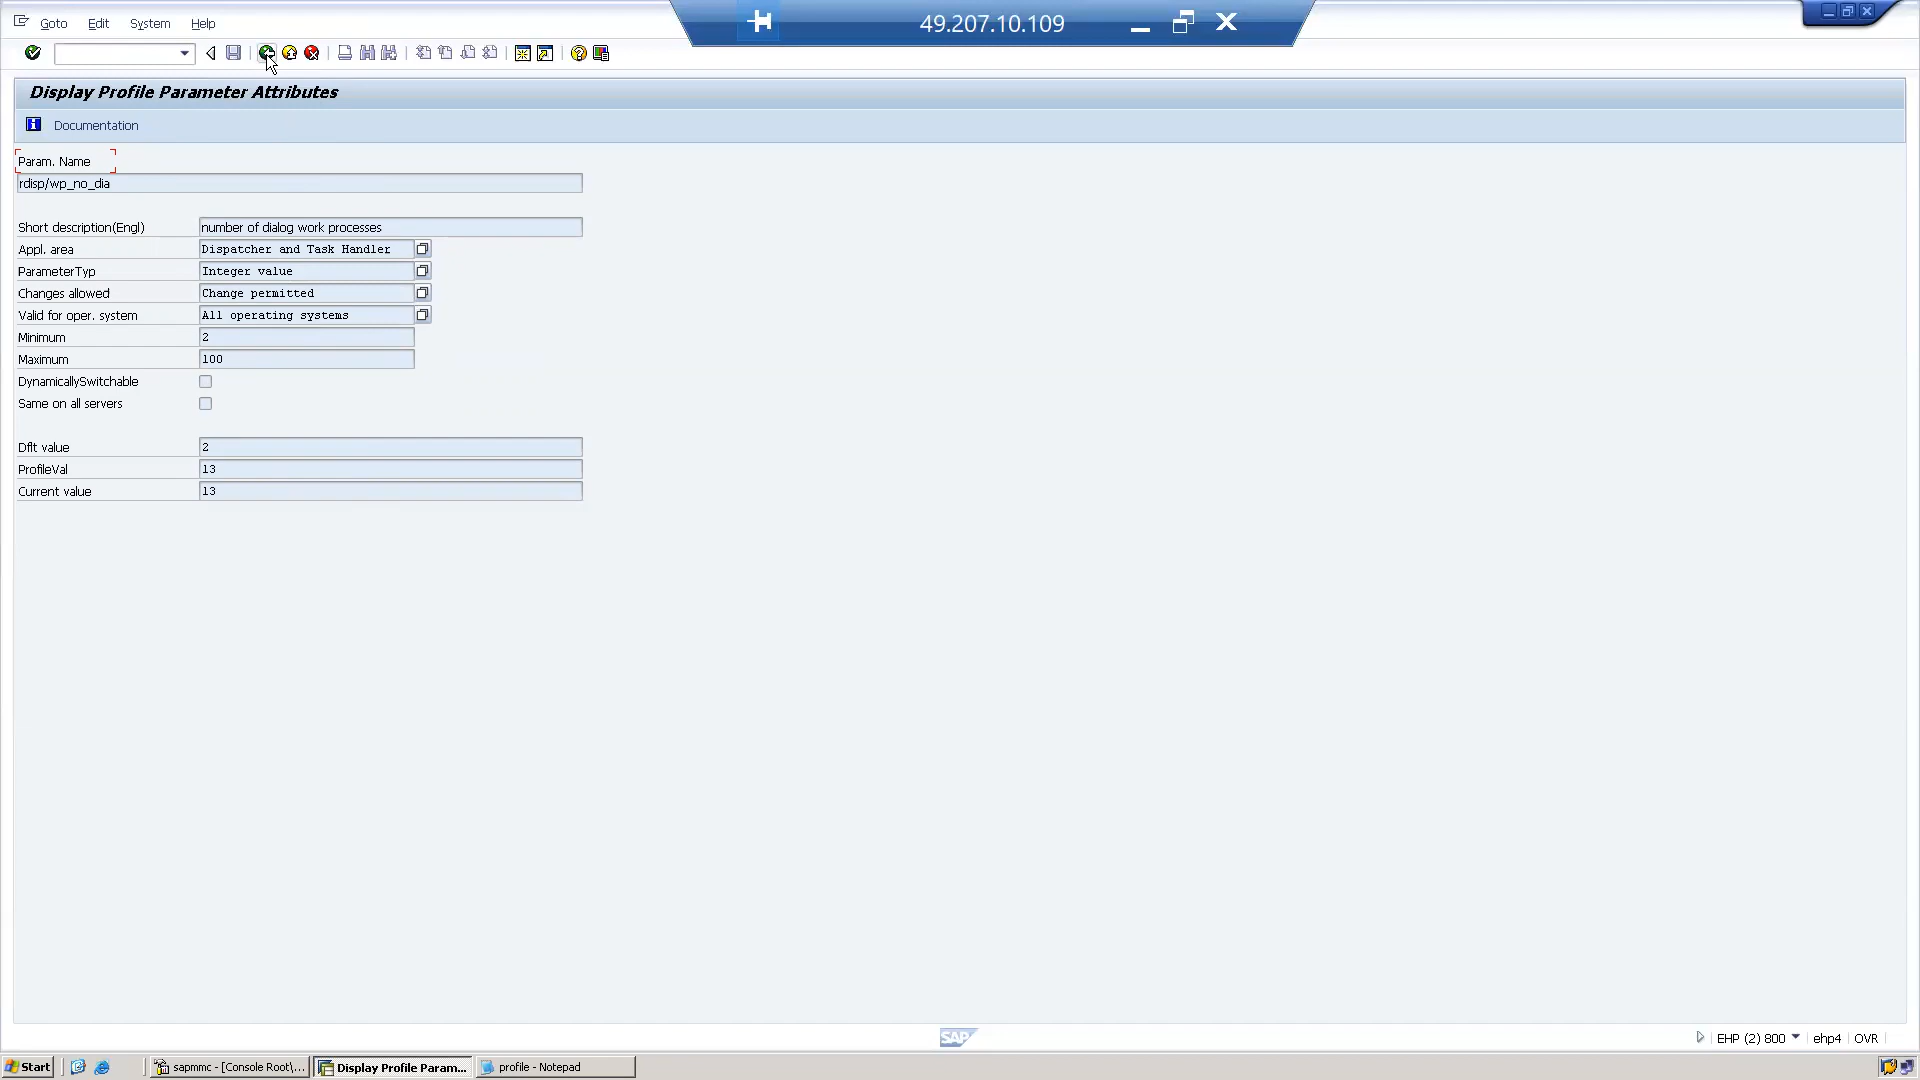 Goto Edit System Help
49.207.10.109
Display Profile Parameter Attributes
Documentation
Param. Name
rdisp/wp_no_dia
Short description(Engl) number of dialog work processes
Appl. area Dispatcher and Task Handler
ParameterTyp Integer value
Changes allowed Change permitted
Valid for oper. system All operating systems
Minimum 2
Maximum 100
DynamicallySwitchable
Same on all servers
Dflt value 2
ProfileVal 13
Current value 13
SAP
EHP (2) 800 ehp4 OVR
Start sapmmc - [Console Root\... Display Profile Param... profile - Notepad